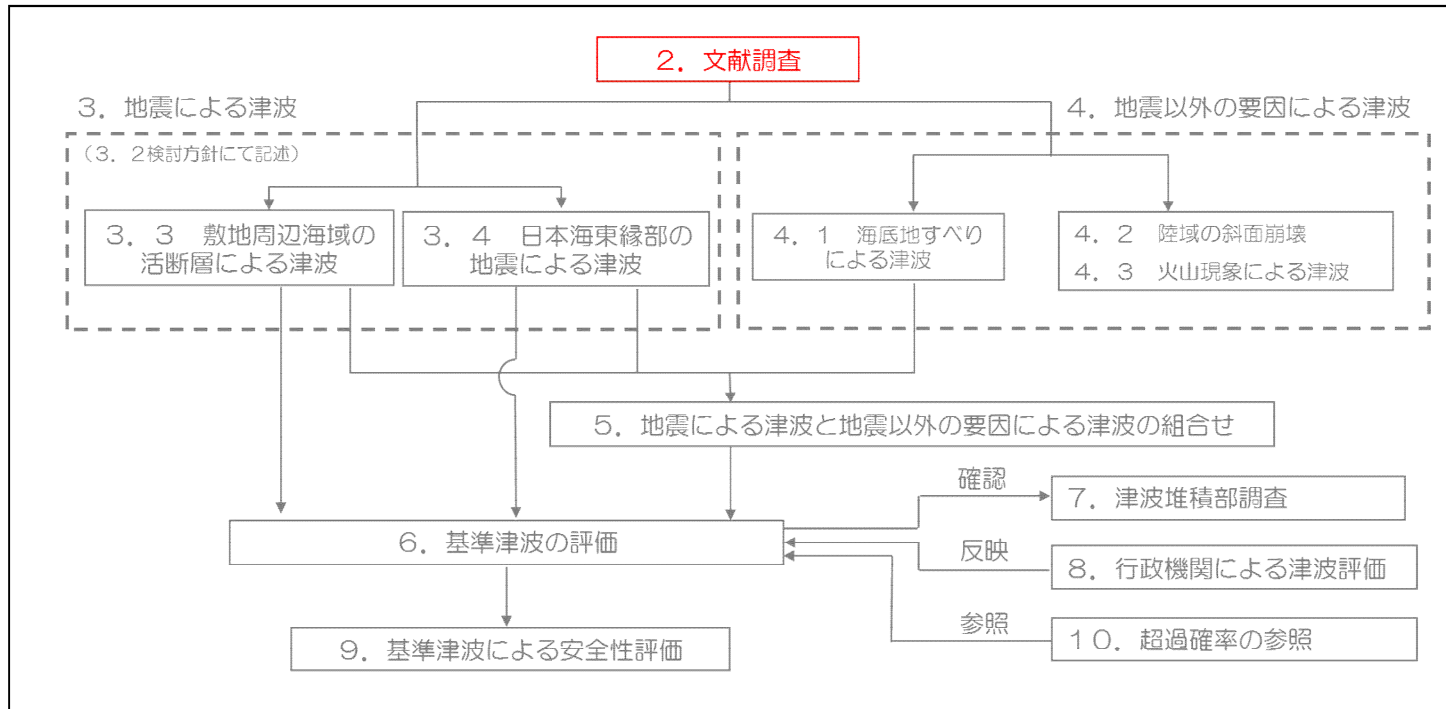 2．文献調査
3．地震による津波
4．地震以外の要因による津波
（3．2検討方針にて記述）
3．3　敷地周辺海域の
活断層による津波
3．4　日本海東縁部の
地震による津波
4．1　海底地すべり
による津波
4．2　陸域の斜面崩壊
4．3　火山現象による津波
5．地震による津波と地震以外の要因による津波の組合せ
確認
7．津波堆積部調査
6．基準津波の評価
反映
8．行政機関による津波評価
参照
10．超過確率の参照
9．基準津波による安全性評価